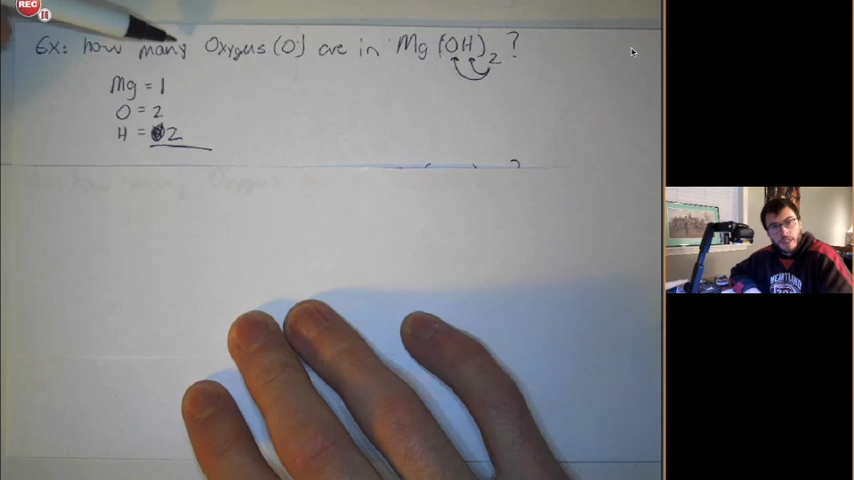 REC
Ex: how many Oxygens (O) are in Mg(OH)2?
Mg = 1
O = 2
H = 2